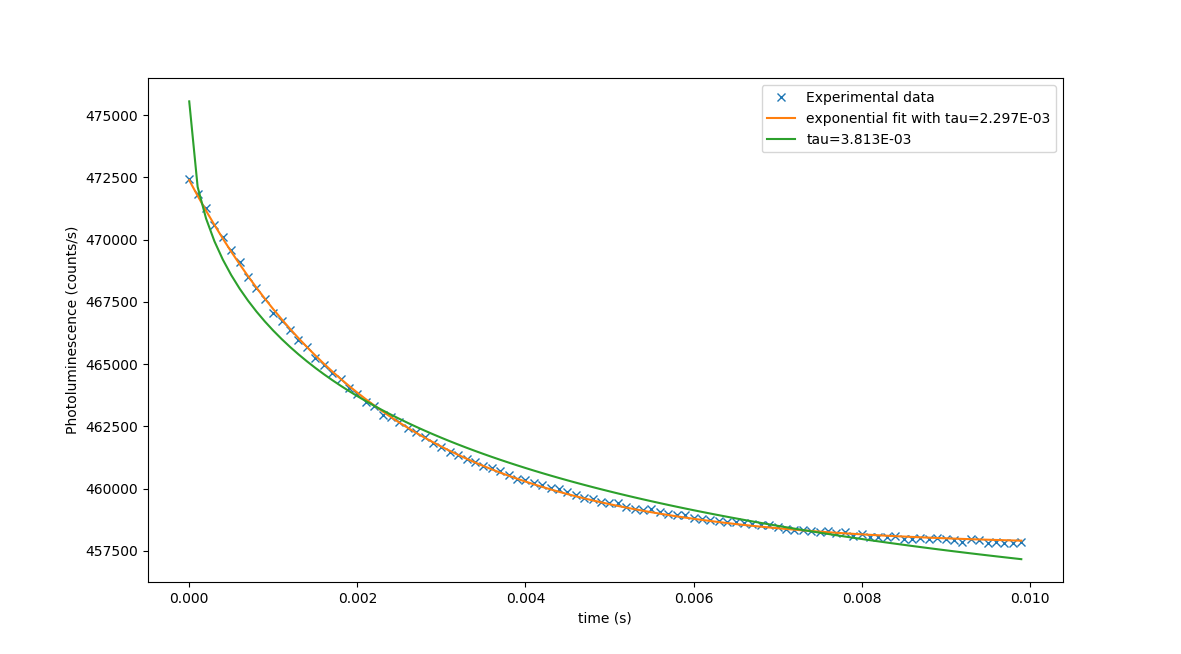 Experimental data
exponential fit with tau=2.297E-03
tau=3.813E-03
475000
472500
470000
467500
465000
462500
460000
457500
Photoluminescence (counts/s)
0.000 0.002 0.004 0.006 0.008 0.010
time (s)